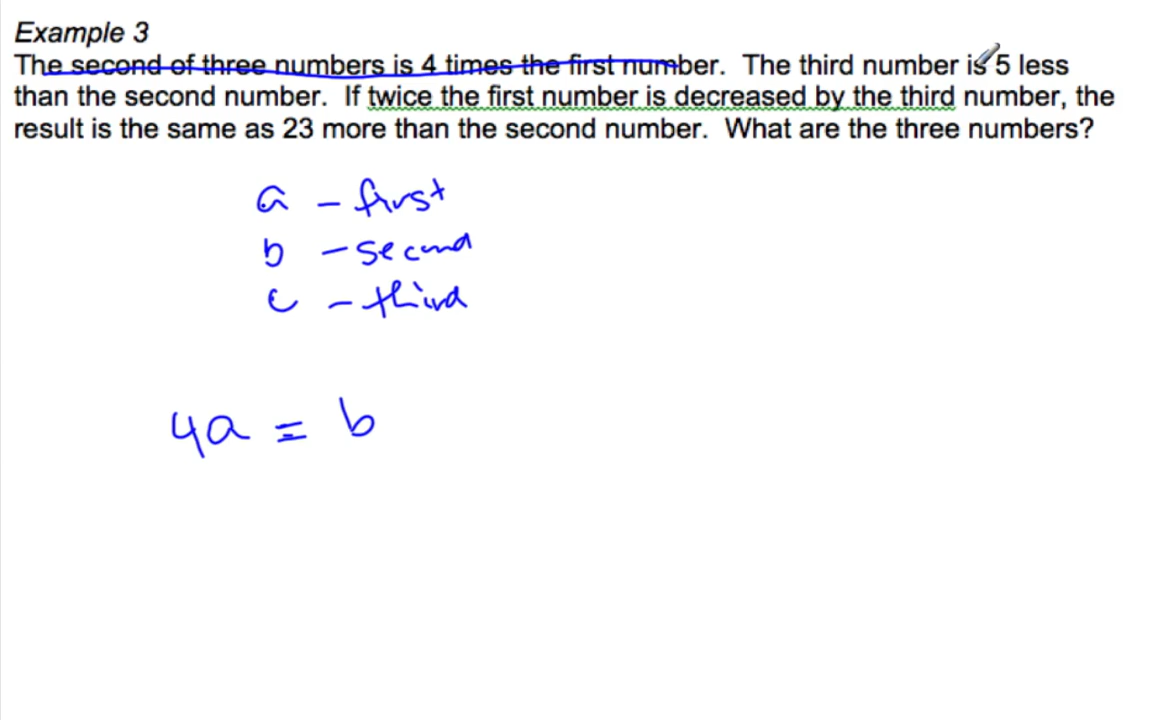 Example 3
The second of three numbers is 4 times the first number. The third number is 5 less
than the second number. If twice the first number is decreased by the third number, the
result is the same as 23 more than the second number. What are the three numbers?
a - first
b - second
c - third
4a = b